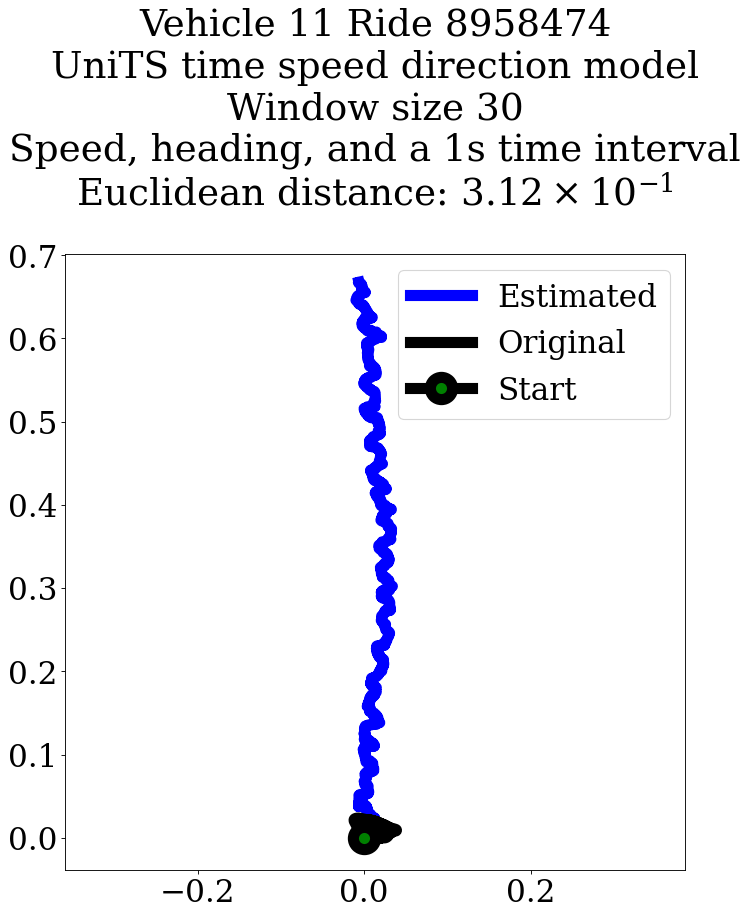 Vehicle 11 Ride 8958474
UniTS time speed direction model
Window size 30
Speed, heading, and a 1s time interval
Euclidean distance: 3.12 × 10⁻¹
0.7
0.6
0.5
0.4
0.3
0.2
0.1
0.0
Estimated
Original
Start
−0.2
0.0
0.2